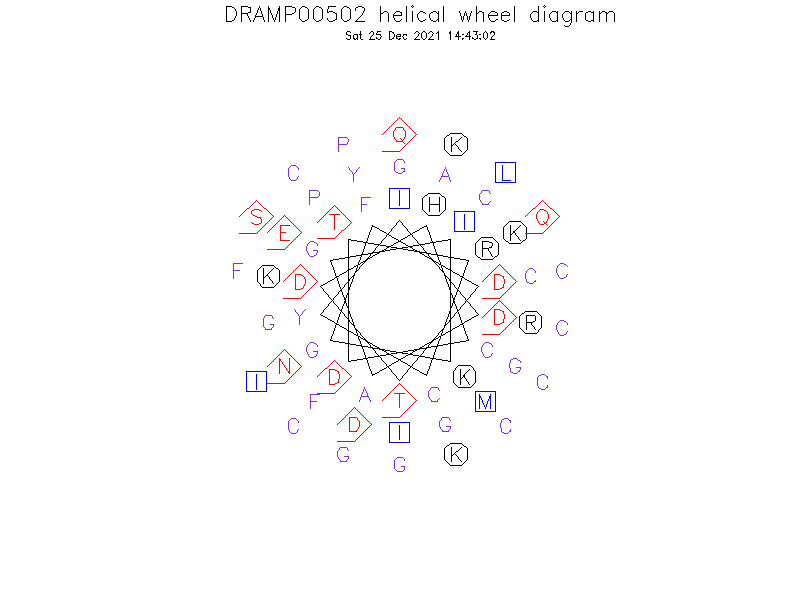 DRAMP00502 helical wheel diagram
Sat 25 Dec 2021 14:43:02
Q
P K
G
C Y A L
P F I H C
S T I Q
E K
G R
F K D D C C
G Y D R C
G C
N G
I D K C
F A T C M
C D I G C
G K
G